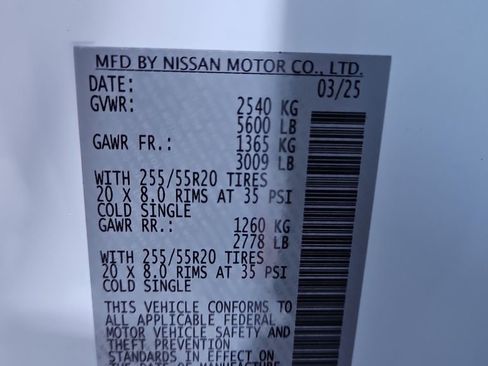 MFD BY NISSAN MOTOR CO., LTD.
DATE: 03/25
GVWR: 2540 KG
5600 LB
GAWR FR.: 1365 KG
3009 LB
WITH 255/55R20 TIRES
20 X 8.0 RIMS AT 35 PSI
COLD SINGLE
GAWR RR.: 1260 KG
2778 LB
WITH 255/55R20 TIRES
20 X 8.0 RIMS AT 35 PSI
COLD SINGLE
THIS VEHICLE CONFORMS TO
ALL APPLICABLE FEDERAL
MOTOR VEHICLE SAFETY AND
THEFT PREVENTION
STANDARDS IN EFFECT ON
THE DATE OF